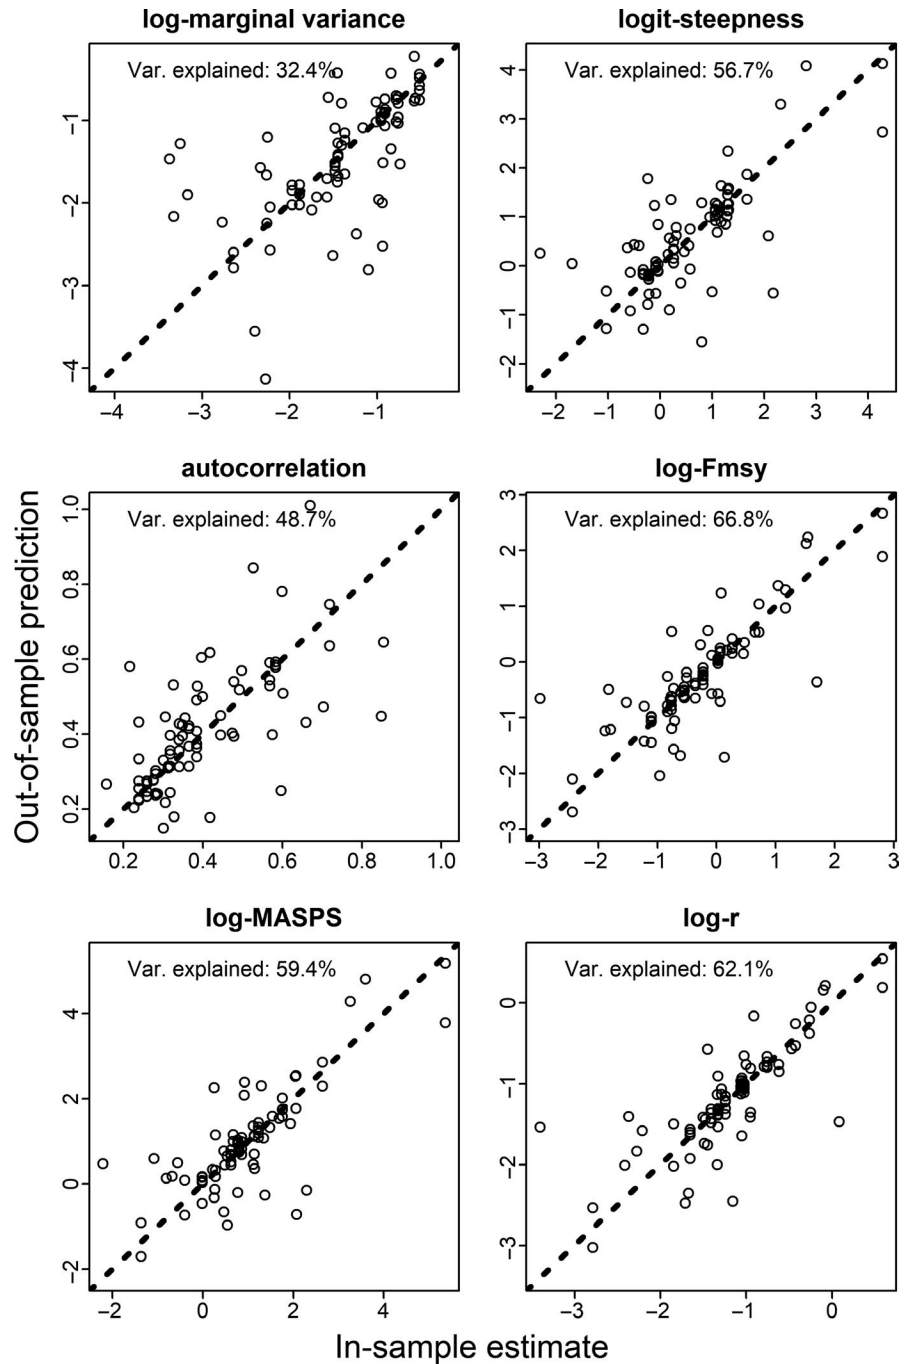 log-marginal variance
Var. explained: 32.4%
−1
−2
−3
−4
−4 −3 −2 −1
logit-steepness
Var. explained: 56.7%
4
3
2
1
0
−1
−2
−2 −1 0 1 2 3 4
autocorrelation
Var. explained: 48.7%
1.0
0.8
0.6
0.4
0.2
0.2 0.4 0.6 0.8 1.0
log-Fmsy
Var. explained: 66.8%
3
2
1
0
−1
−2
−3
−3 −2 −1 0 1 2 3
Out-of-sample prediction
log-MASPS
Var. explained: 59.4%
4
2
0
−2
−2 0 2 4
log-r
Var. explained: 62.1%
0
−1
−2
−3
−3 −2 −1 0
In-sample estimate